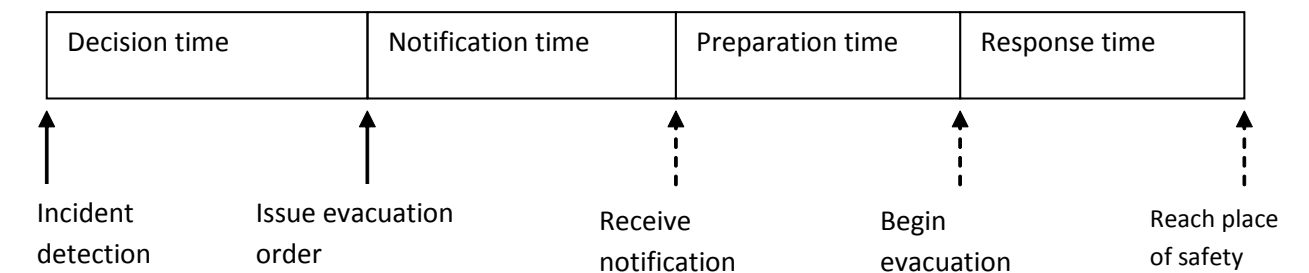 Decision time
Notification time
Preparation time
Response time
Incident
detection
Issue evacuation
order
Receive
notification
Begin
evacuation
Reach place
of safety